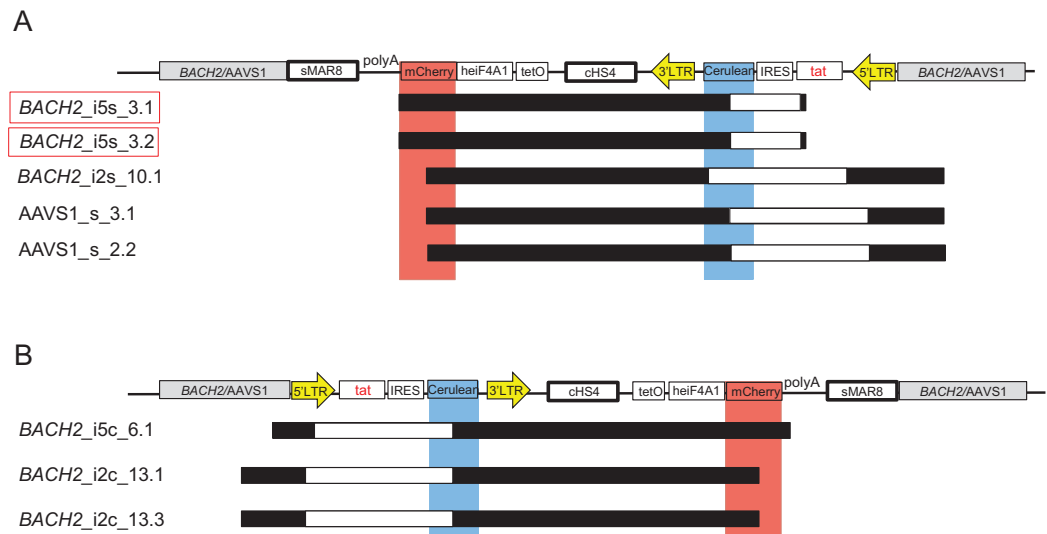 A
BACH2/AAVS1 sMAR8 polyA mCherry heiF4A1 tetO cHS4 3'LTR Cerulean IRES tat 5'LTR BACH2/AAVS1
BACH2_i5s_3.1
BACH2_i5s_3.2
BACH2_i2s_10.1
AAVS1_s_3.1
AAVS1_s_2.2
B
BACH2/AAVS1 5'LTR tat IRES Cerulean 3'LTR cHS4 tetO heiF4A1 mCherry polyA sMAR8 BACH2/AAVS1
BACH2_i5c_6.1
BACH2_i2c_13.1
BACH2_i2c_13.3